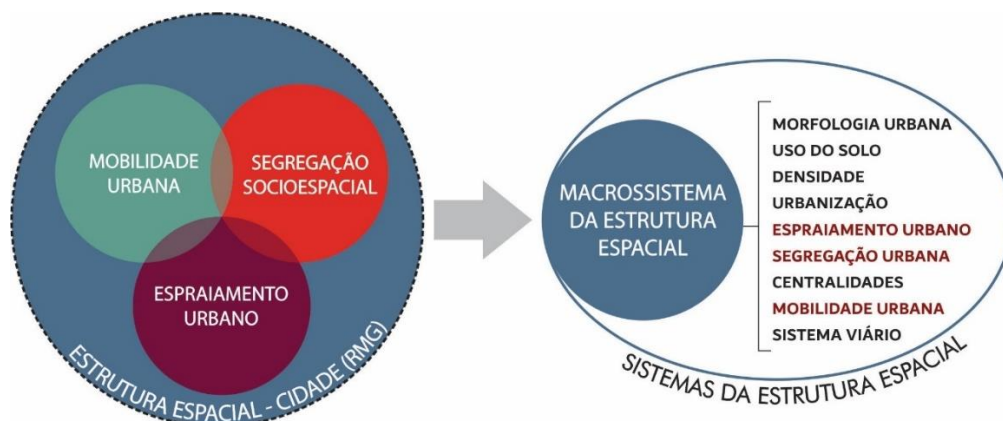 MOBILIDADE
URBANA
SEGREGAÇÃO
SOCIOESPACIAL
ESPRAIAMENTO
URBANO
ESTRUTURA ESPACIAL - CIDADE (RMG)
MACROSSISTEMA
DA ESTRUTURA
ESPACIAL
MORFOLOGIA URBANA
USO DO SOLO
DENSIDADE
URBANIZAÇÃO
ESPRAIAMENTO URBANO
SEGREGAÇÃO URBANA
CENTRALIDADES
MOBILIDADE URBANA
SISTEMA VIÁRIO
SISTEMAS DA ESTRUTURA ESPACIAL